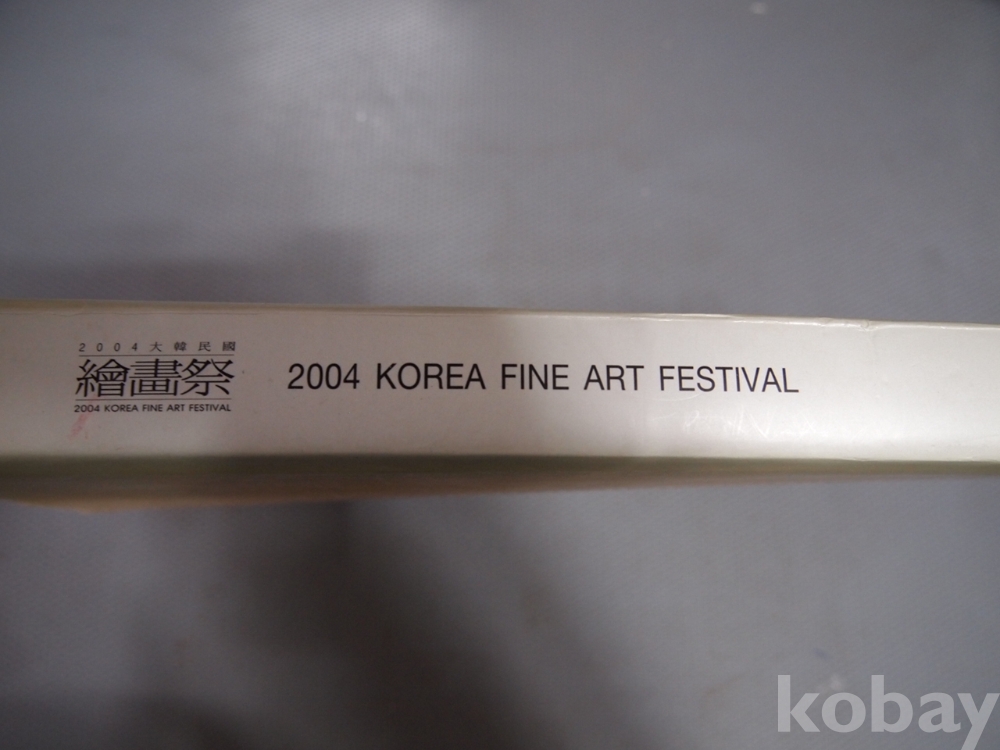 2004大韓民國
繪畫祭
2004 KOREA FINE ART FESTIVAL
2004 KOREA FINE ART FESTIVAL
kobay